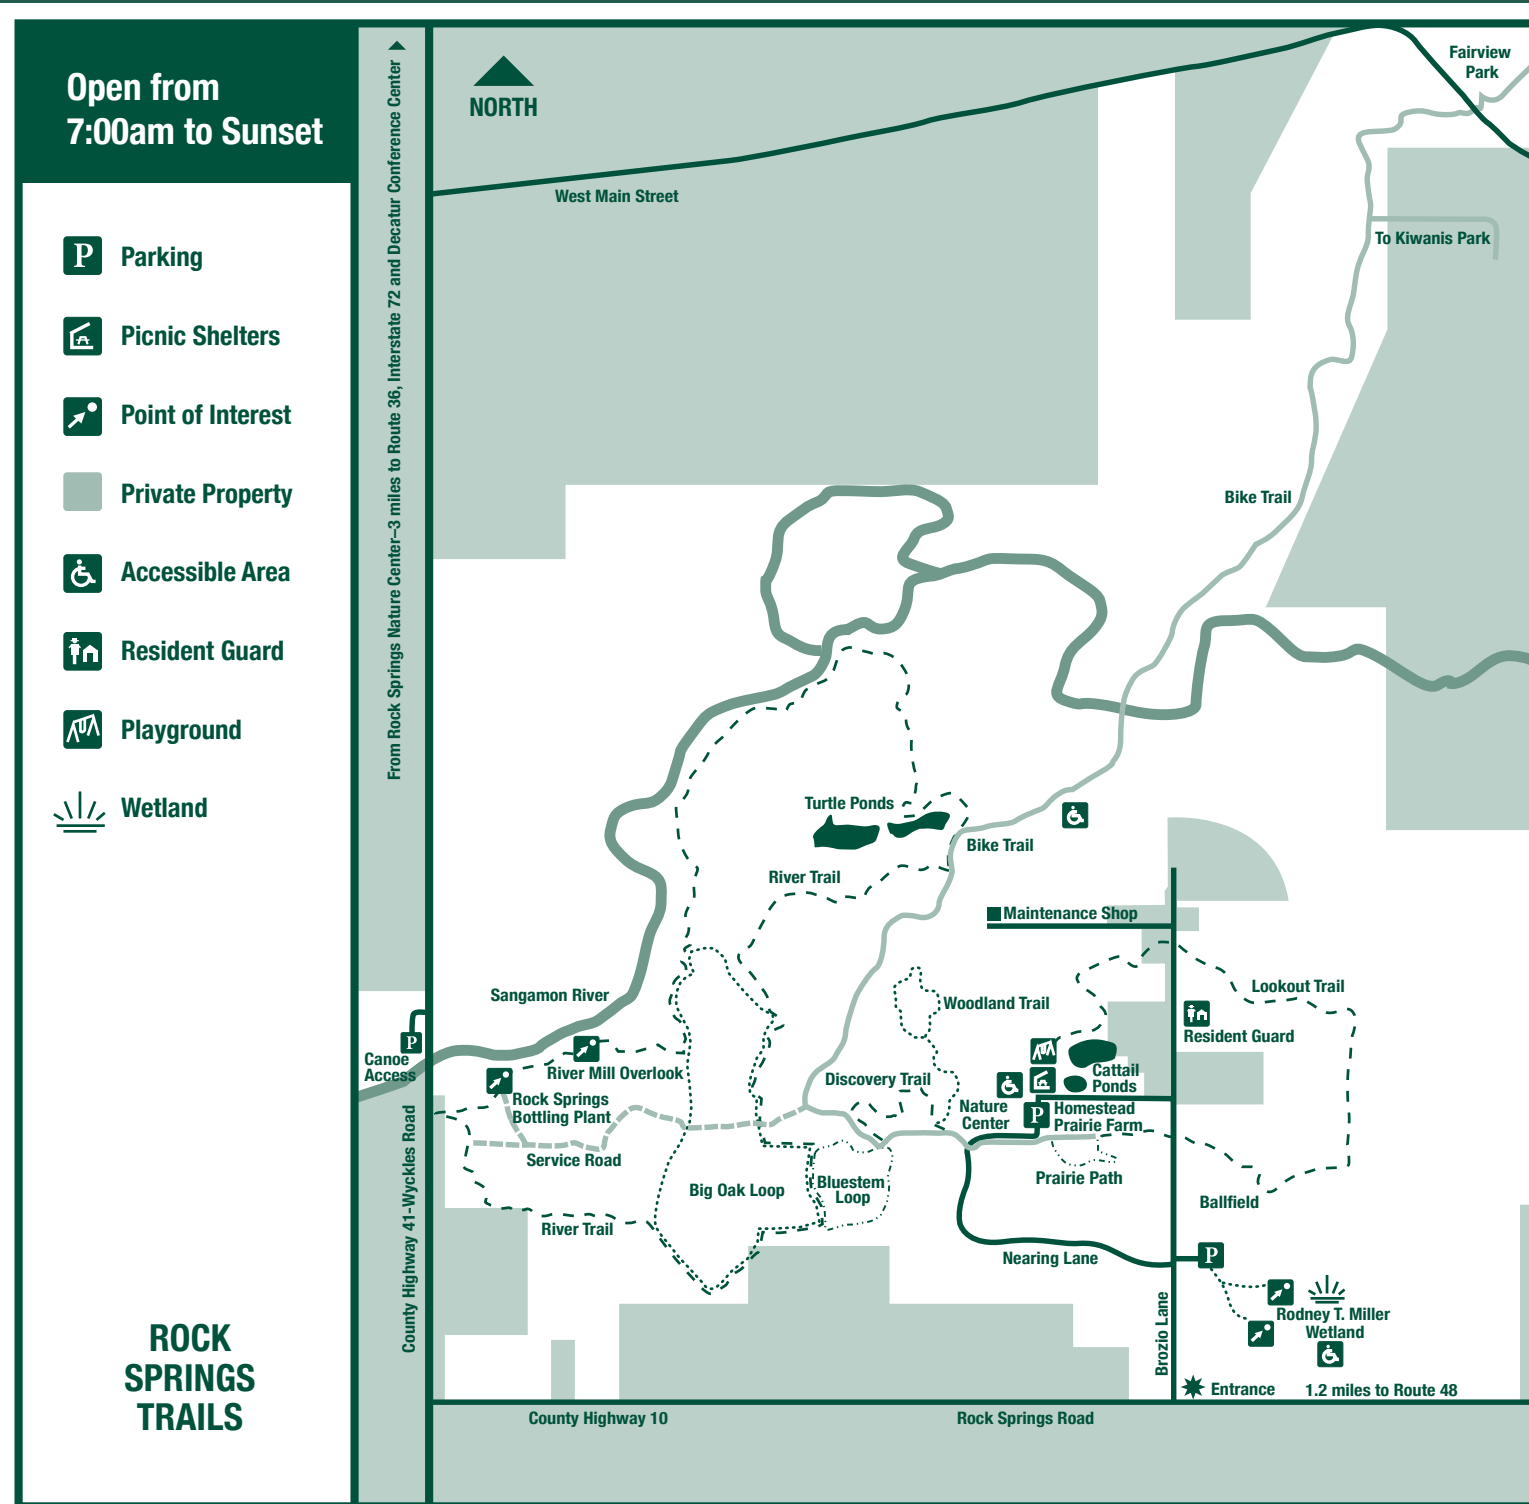 Open from
7:00am to Sunset
P Parking
Picnic Shelters
Point of Interest
Private Property
Accessible Area
Resident Guard
Playground
Wetland
ROCK
SPRINGS
TRAILS
From Rock Springs Nature Center–3 miles to Route 36, Interstate 72 and Decatur Conference Center
NORTH
West Main Street
Fairview
Park
To Kiwanis Park
Bike Trail
Turtle Ponds
Bike Trail
River Trail
Maintenance Shop
Sangamon River
Woodland Trail
Lookout Trail
P
Canoe
Access
Resident Guard
River Mill Overlook
Discovery Trail
Cattail
Ponds
Rock Springs
Bottling Plant
Nature
Center
P
Homestead
Prairie Farm
Service Road
Big Oak Loop
Bluestem
Loop
Prairie Path
Ballfield
River Trail
Nearing Lane
P
County Highway 41-Wyckles Road
Brozio Lane
Rodney T. Miller
Wetland
Entrance
1.2 miles to Route 48
County Highway 10
Rock Springs Road